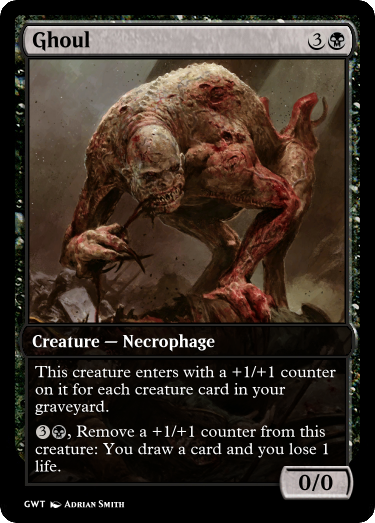 Ghoul 3
Creature — Necrophage
This creature enters with a +1/+1 counter
on it for each creature card in your
graveyard.
3, Remove a +1/+1 counter from this
creature: You draw a card and you lose 1
life.
0/0
GWT Adrian Smith